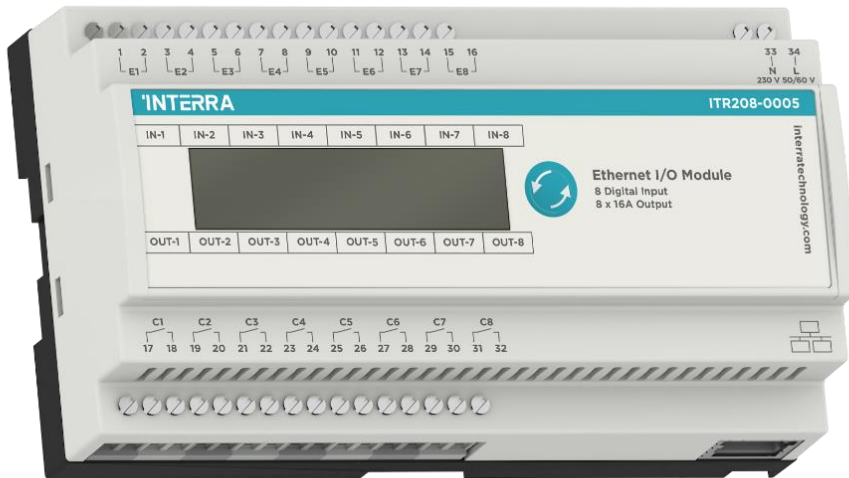 1 2 3 4 5 6 7 8 9 10 11 12 13 14 15 16 33 34
E1 E2 E3 E4 E5 E6 E7 E8 N L
230 V 50/60 V
INTERRA ITR208-0005
IN-1 IN-2 IN-3 IN-4 IN-5 IN-6 IN-7 IN-8
Ethernet I/O Module
8 Digital Input
8 x 16A Output
interratechnology.com
OUT-1 OUT-2 OUT-3 OUT-4 OUT-5 OUT-6 OUT-7 OUT-8
C1 C2 C3 C4 C5 C6 C7 C8
17 18 19 20 21 22 23 24 25 26 27 28 29 30 31 32